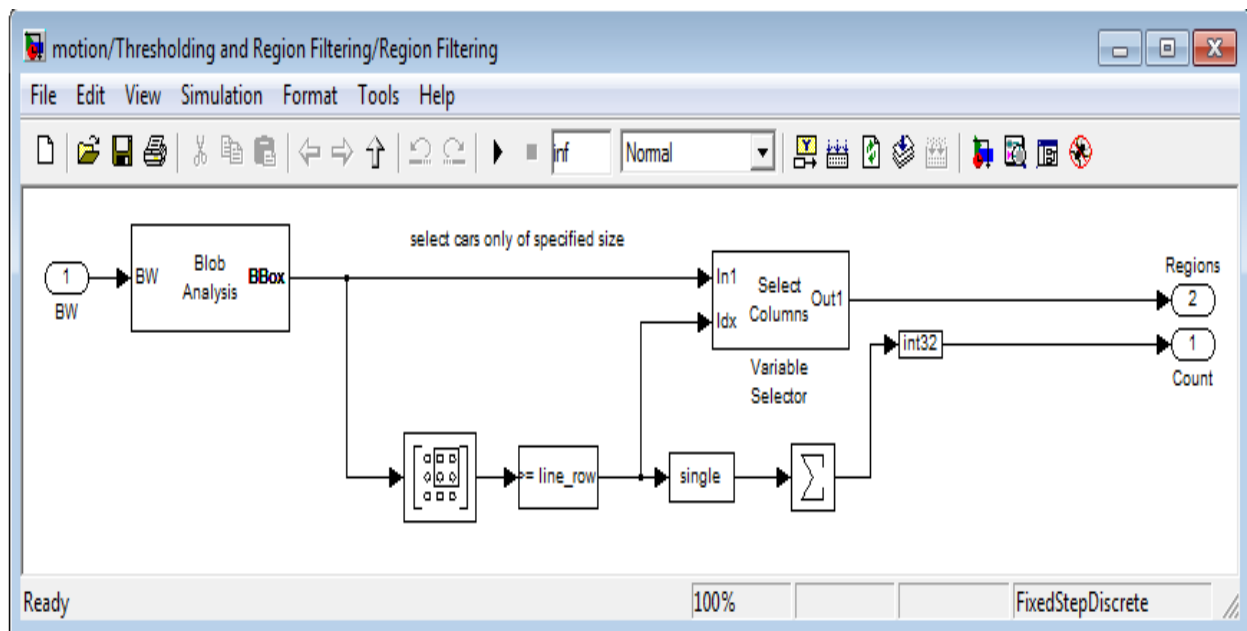 motion/Thresholding and Region Filtering/Region Filtering
File Edit View Simulation Format Tools Help
inf Normal
select cars only of specified size
1
BW
BW Blob Analysis BBox
In1
Idx
Select Columns
Out1
Variable Selector
Regions
2
int32
1
Count
>= line_row
single
Σ
Ready 100% FixedStepDiscrete